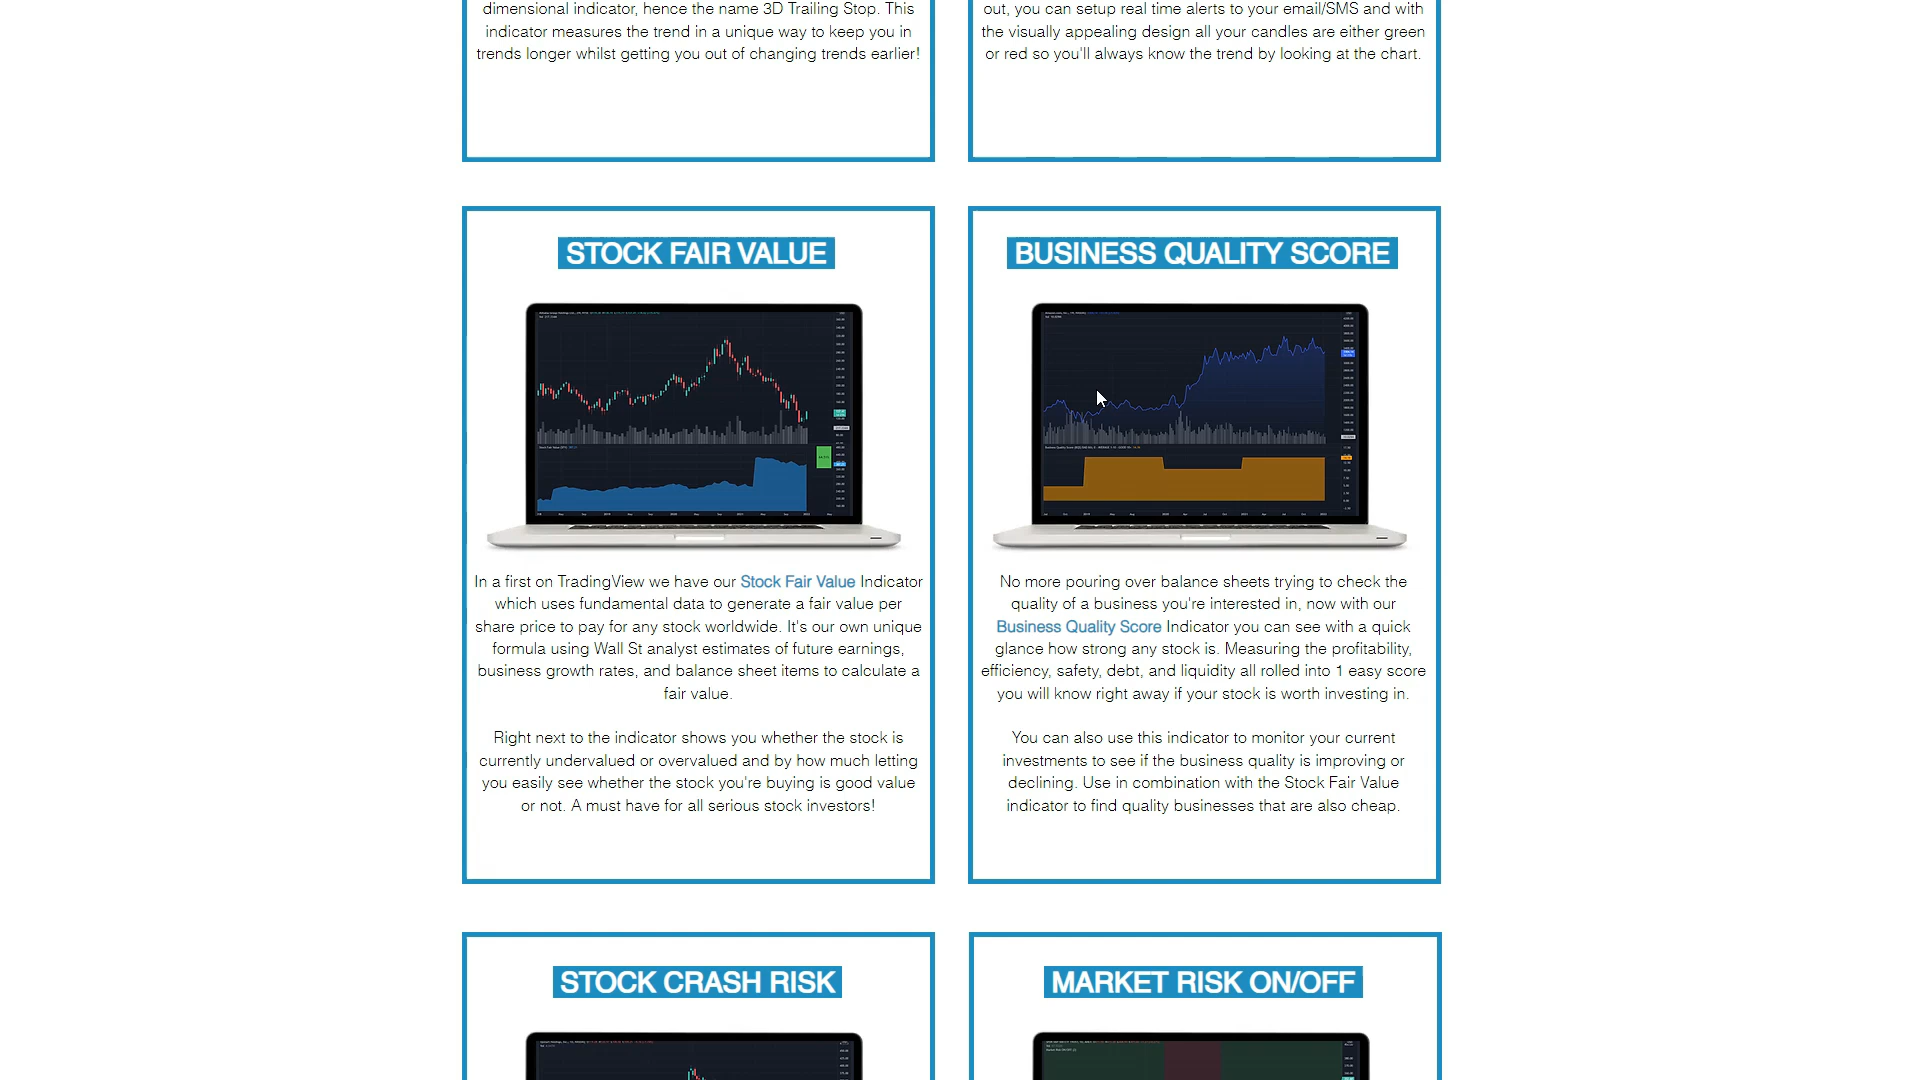 dimensional indicator, hence the name 3D Trailing Stop. This
indicator measures the trend in a unique way to keep you in
trends longer whilst getting you out of changing trends earlier!
out, you can setup real time alerts to your email/SMS and with
the visually appealing design all your candles are either green
or red so you'll always know the trend by looking at the chart.
STOCK FAIR VALUE
In a first on TradingView we have our Stock Fair Value Indicator
which uses fundamental data to generate a fair value per
share price to pay for any stock worldwide. It's our own unique
formula using Wall St analyst estimates of future earnings,
business growth rates, and balance sheet items to calculate a
fair value.
Right next to the indicator shows you whether the stock is
currently undervalued or overvalued and by how much letting
you easily see whether the stock you're buying is good value
or not. A must have for all serious stock investors!
BUSINESS QUALITY SCORE
No more pouring over balance sheets trying to check the
quality of a business you're interested in, now with our
Business Quality Score Indicator you can see with a quick
glance how strong any stock is. Measuring the profitability,
efficiency, safety, debt, and liquidity all rolled into 1 easy score
you will know right away if your stock is worth investing in.
You can also use this indicator to monitor your current
investments to see if the business quality is improving or
declining. Use in combination with the Stock Fair Value
indicator to find quality businesses that are also cheap.
STOCK CRASH RISK
MARKET RISK ON/OFF